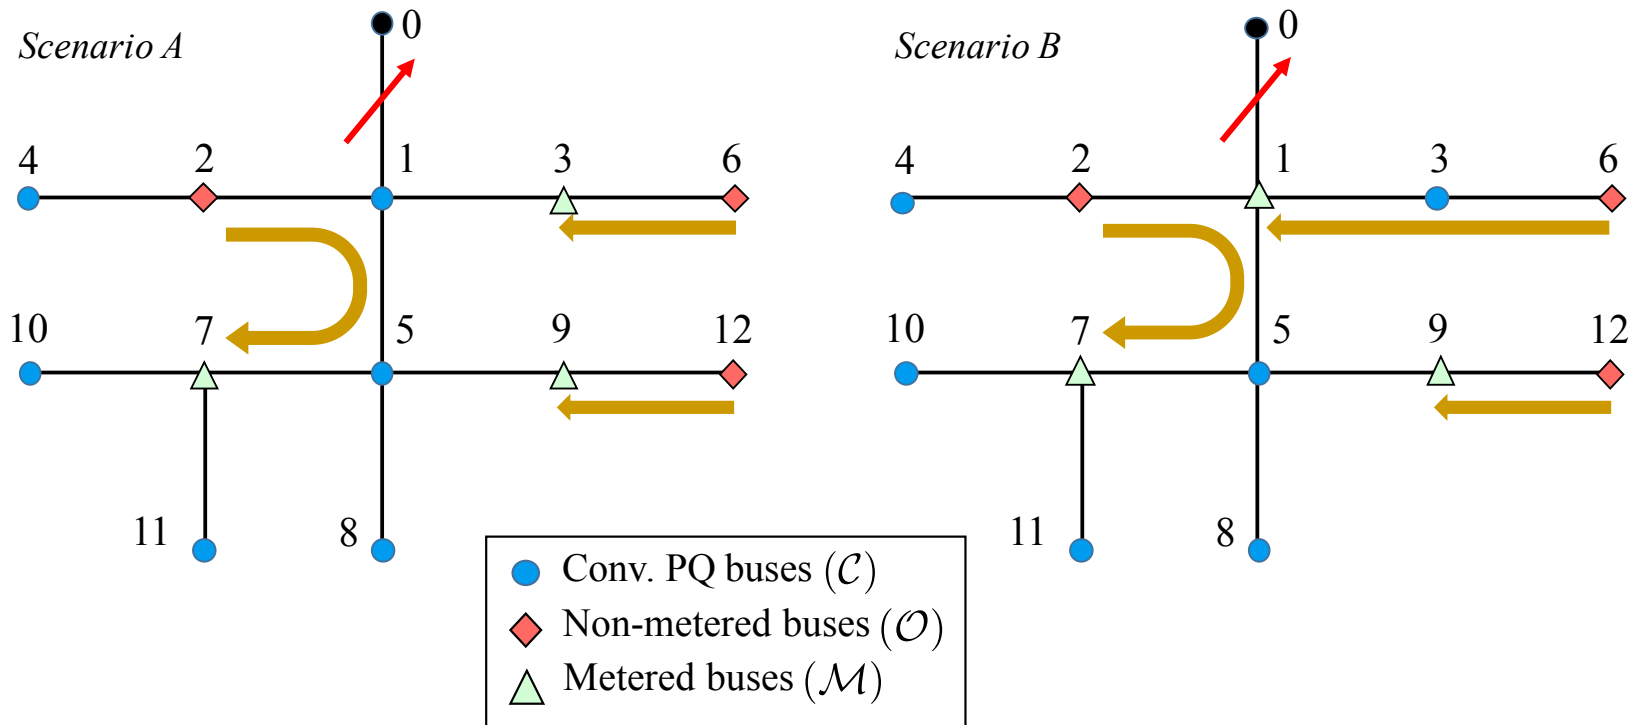 0 0
Scenario A Scenario B
4 2 1 3 6 4 2 1 3 6
10 7 5 9 12 10 7 5 9 12
11 8 11 8
Conv. PQ buses (𝒞)
Non-metered buses (𝒪)
Metered buses (ℳ)